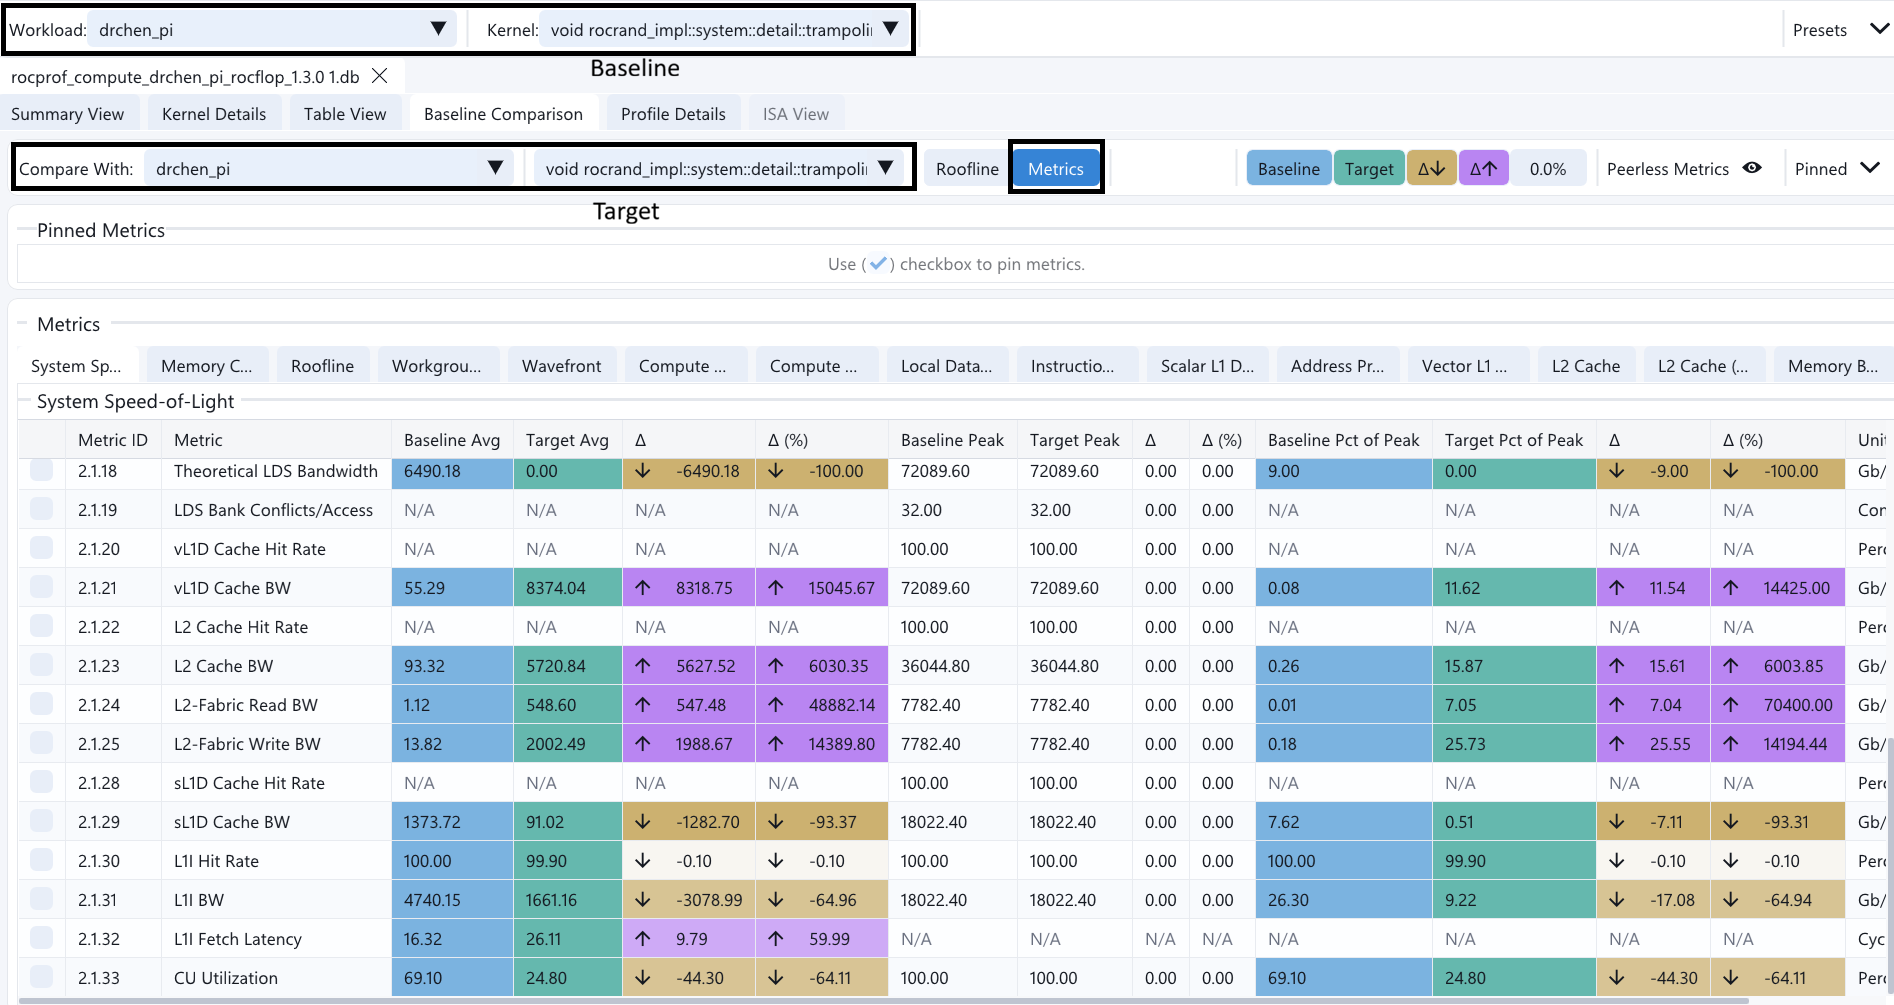 Workload: drchen_pi Kernel: void rocrand_impl::system::detail::trampoli Presets
Baseline
rocprof_compute_drchen_pi_rocflop_1.3.0 1.db
Summary View Kernel Details Table View Baseline Comparison Profile Details ISA View
Compare With: drchen_pi void rocrand_impl::system::detail::trampoli Roofline Metrics Baseline Target Δ↓ Δ↑ 0.0% Peerless Metrics Pinned
Target
Pinned Metrics
Use (✓) checkbox to pin metrics.
Metrics
System Sp... Memory C... Roofline Workgrou... Wavefront Compute ... Compute ... Local Data... Instructio... Scalar L1 D... Address Pr... Vector L1 ... L2 Cache L2 Cache (... Memory B...
System Speed-of-Light
Metric ID Metric Baseline Avg Target Avg Δ Δ (%) Baseline Peak Target Peak Δ Δ (%) Baseline Pct of Peak Target Pct of Peak Δ Δ (%) Uni
2.1.18 Theoretical LDS Bandwidth 6490.18 0.00 ↓ -6490.18 ↓ -100.00 72089.60 72089.60 0.00 0.00 9.00 0.00 ↓ -9.00 ↓ -100.00 Gb/
2.1.19 LDS Bank Conflicts/Access N/A N/A N/A N/A 32.00 32.00 0.00 0.00 N/A N/A N/A N/A Con
2.1.20 vL1D Cache Hit Rate N/A N/A N/A N/A 100.00 100.00 0.00 0.00 N/A N/A N/A N/A Perc
2.1.21 vL1D Cache BW 55.29 8374.04 ↑ 8318.75 ↑ 15045.67 72089.60 72089.60 0.00 0.00 0.08 11.62 ↑ 11.54 ↑ 14425.00 Gb/
2.1.22 L2 Cache Hit Rate N/A N/A N/A N/A 100.00 100.00 0.00 0.00 N/A N/A N/A N/A Perc
2.1.23 L2 Cache BW 93.32 5720.84 ↑ 5627.52 ↑ 6030.35 36044.80 36044.80 0.00 0.00 0.26 15.87 ↑ 15.61 ↑ 6003.85 Gb/
2.1.24 L2-Fabric Read BW 1.12 548.60 ↑ 547.48 ↑ 48882.14 7782.40 7782.40 0.00 0.00 0.01 7.05 ↑ 7.04 ↑ 70400.00 Gb/
2.1.25 L2-Fabric Write BW 13.82 2002.49 ↑ 1988.67 ↑ 14389.80 7782.40 7782.40 0.00 0.00 0.18 25.73 ↑ 25.55 ↑ 14194.44 Gb/
2.1.28 sL1D Cache Hit Rate N/A N/A N/A N/A 100.00 100.00 0.00 0.00 N/A N/A N/A N/A Perc
2.1.29 sL1D Cache BW 1373.72 91.02 ↓ -1282.70 ↓ -93.37 18022.40 18022.40 0.00 0.00 7.62 0.51 ↓ -7.11 ↓ -93.31 Gb/
2.1.30 L1I Hit Rate 100.00 99.90 ↓ -0.10 ↓ -0.10 100.00 100.00 0.00 0.00 100.00 99.90 ↓ -0.10 ↓ -0.10 Perc
2.1.31 L1I BW 4740.15 1661.16 ↓ -3078.99 ↓ -64.96 18022.40 18022.40 0.00 0.00 26.30 9.22 ↓ -17.08 ↓ -64.94 Gb/
2.1.32 L1I Fetch Latency 16.32 26.11 ↑ 9.79 ↑ 59.99 N/A N/A N/A N/A N/A N/A N/A N/A Cyc
2.1.33 CU Utilization 69.10 24.80 ↓ -44.30 ↓ -64.11 100.00 100.00 0.00 0.00 69.10 24.80 ↓ -44.30 ↓ -64.11 Perc